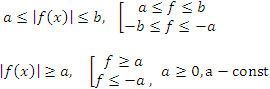 a ≤ |f(x)| ≤ b, [ a ≤ f ≤ b
−b ≤ f ≤ −a
|f(x)| ≥ a, [ f ≥ a
f ≤ −a , a ≥ 0, a − const